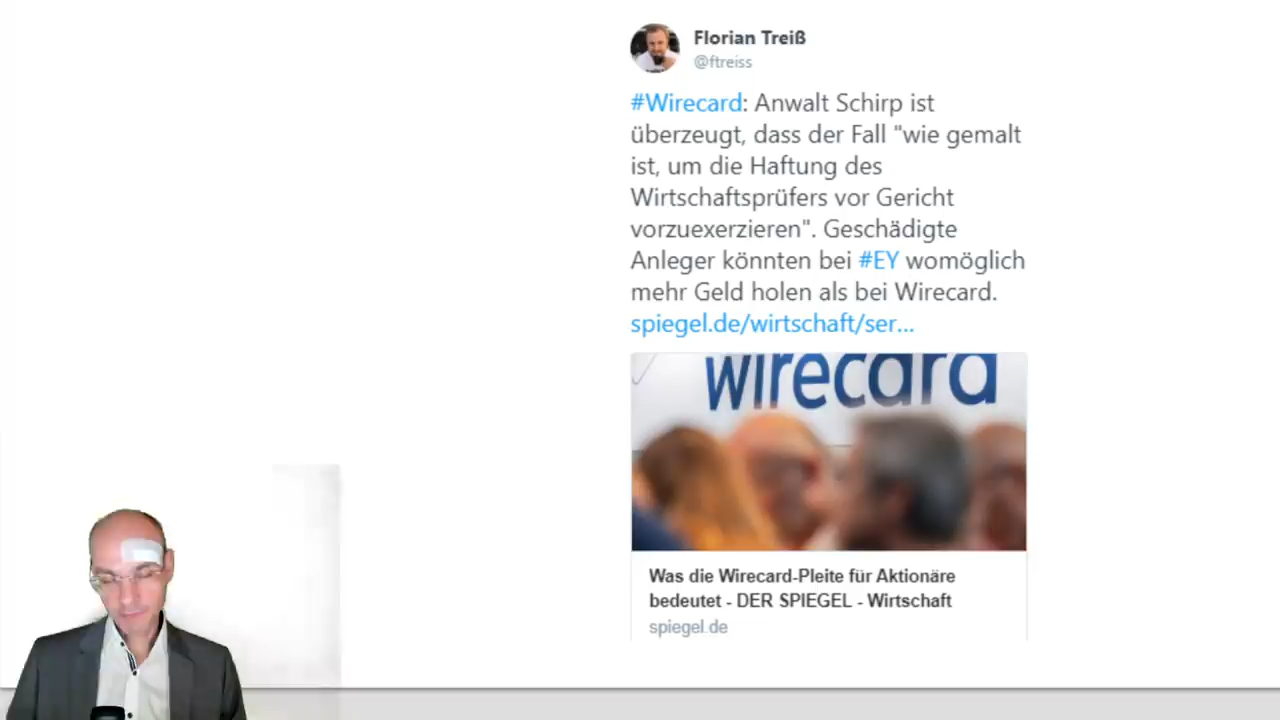 Florian Treiß
@ftreiss
#Wirecard: Anwalt Schirp ist
überzeugt, dass der Fall "wie gemalt
ist, um die Haftung des
Wirtschaftsprüfers vor Gericht
vorzuexerzieren". Geschädigte
Anleger könnten bei #EY womöglich
mehr Geld holen als bei Wirecard.
spiegel.de/wirtschaft/ser...
wirecard
Was die Wirecard-Pleite für Aktionäre
bedeutet - DER SPIEGEL - Wirtschaft
spiegel.de